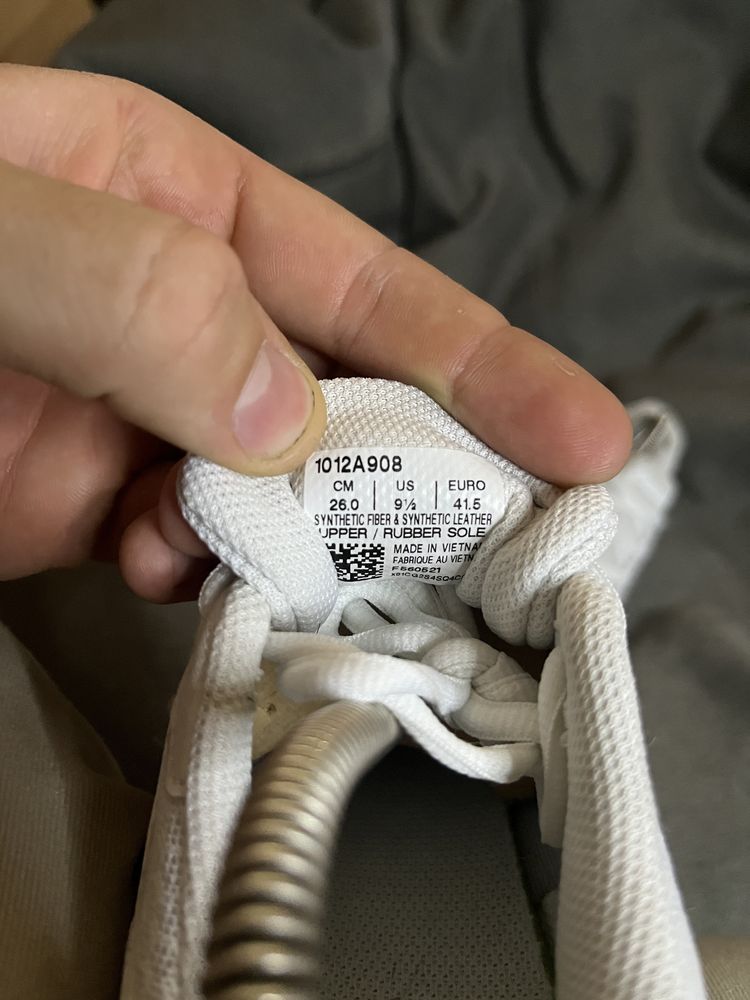 1012A908
CM | US | EURO
26.0 | 9½ | 41.5
SYNTHETIC FIBER & SYNTHETIC LEATHER
UPPER / RUBBER SOLE
MADE IN VIETNAM
FABRIQUE AU VIETN
F560521